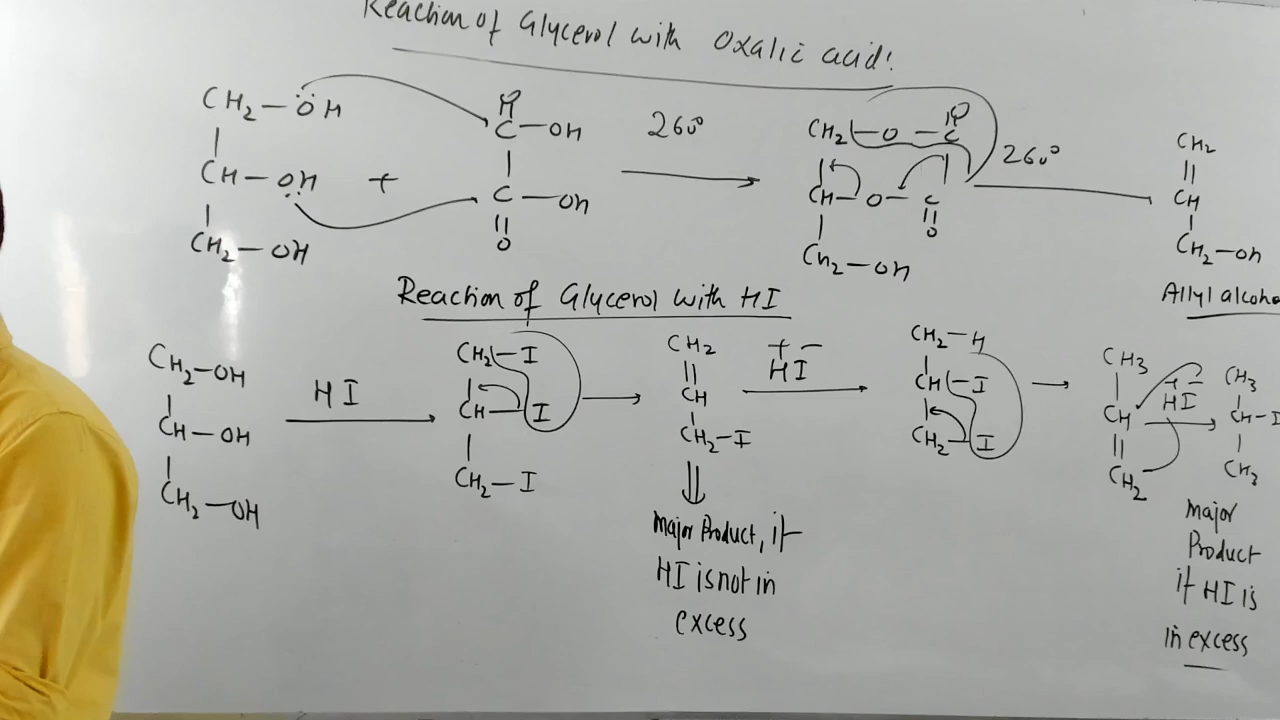 Reaction of Glycerol with Oxalic acid!
CH2 — ÖH
CH — OH
CH2 — OH
+
O
C — OH
C — OH
O
260°
CH2 — O — C
O
CH — O — C
O
CH2 — OH
260°
CH2
CH
CH2 — OH
Allyl alcoho
Reaction of Glycerol with HI
CH2 — OH
CH — OH
CH2 — OH
HI
CH2 — I
CH — I
CH2 — I
CH2
CH
CH2 — I
Major Product, if
HI is not in
excess
+ −
HI
CH2 — H
CH — I
CH2 — I
CH3
CH
CH2
+ −
HI
CH3
CH — I
CH3
Major
Product
if HI is
in excess